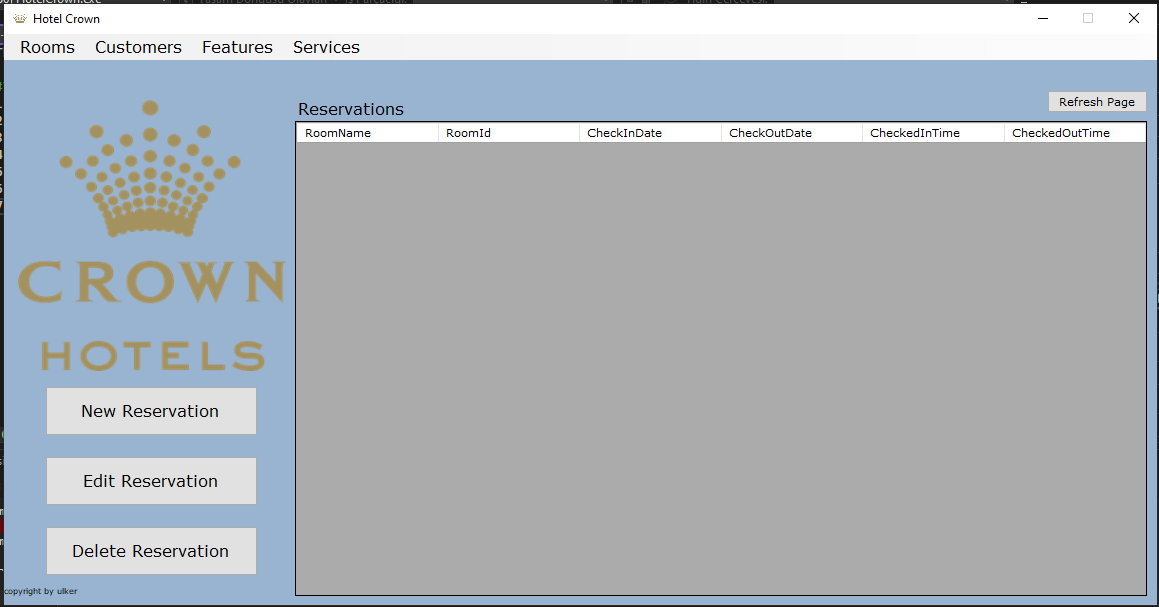 Hotel Crown
Rooms Customers Features Services
Refresh Page
Reservations
RoomName RoomId CheckInDate CheckOutDate CheckedInTime CheckedOutTime
CROWN
HOTELS
New Reservation
Edit Reservation
Delete Reservation
copyright by ulker